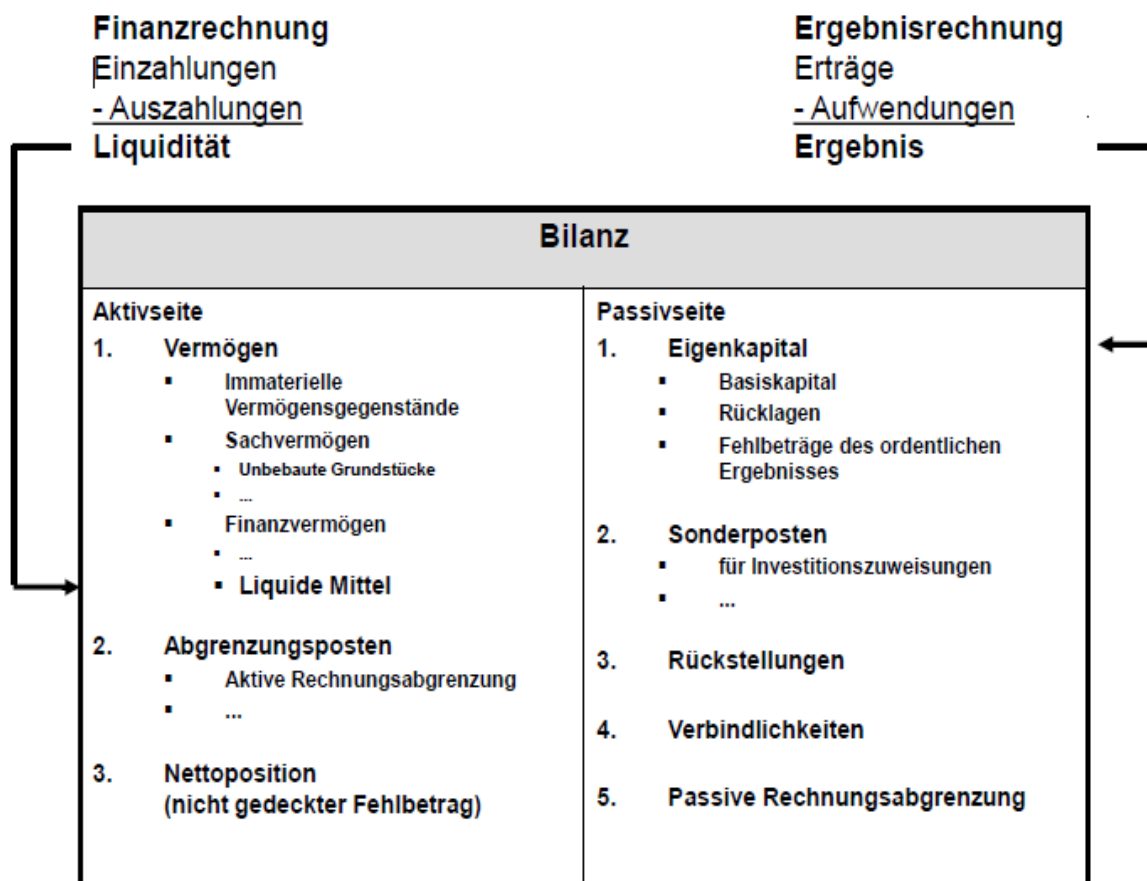 Finanzrechnung
Einzahlungen
- Auszahlungen
Liquidität
Ergebnisrechnung
Erträge
- Aufwendungen
Ergebnis
Bilanz
Aktivseite
1. Vermögen
▪ Immaterielle
Vermögensgegenstände
▪ Sachvermögen
▪ Unbebaute Grundstücke
▪ ...
▪ Finanzvermögen
▪ ...
▪ Liquide Mittel
2. Abgrenzungsposten
▪ Aktive Rechnungsabgrenzung
▪ ...
3. Nettoposition
(nicht gedeckter Fehlbetrag)
Passivseite
1. Eigenkapital
▪ Basiskapital
▪ Rücklagen
▪ Fehlbeträge des ordentlichen
Ergebnisses
2. Sonderposten
▪ für Investitionszuweisungen
▪ ...
3. Rückstellungen
4. Verbindlichkeiten
5. Passive Rechnungsabgrenzung